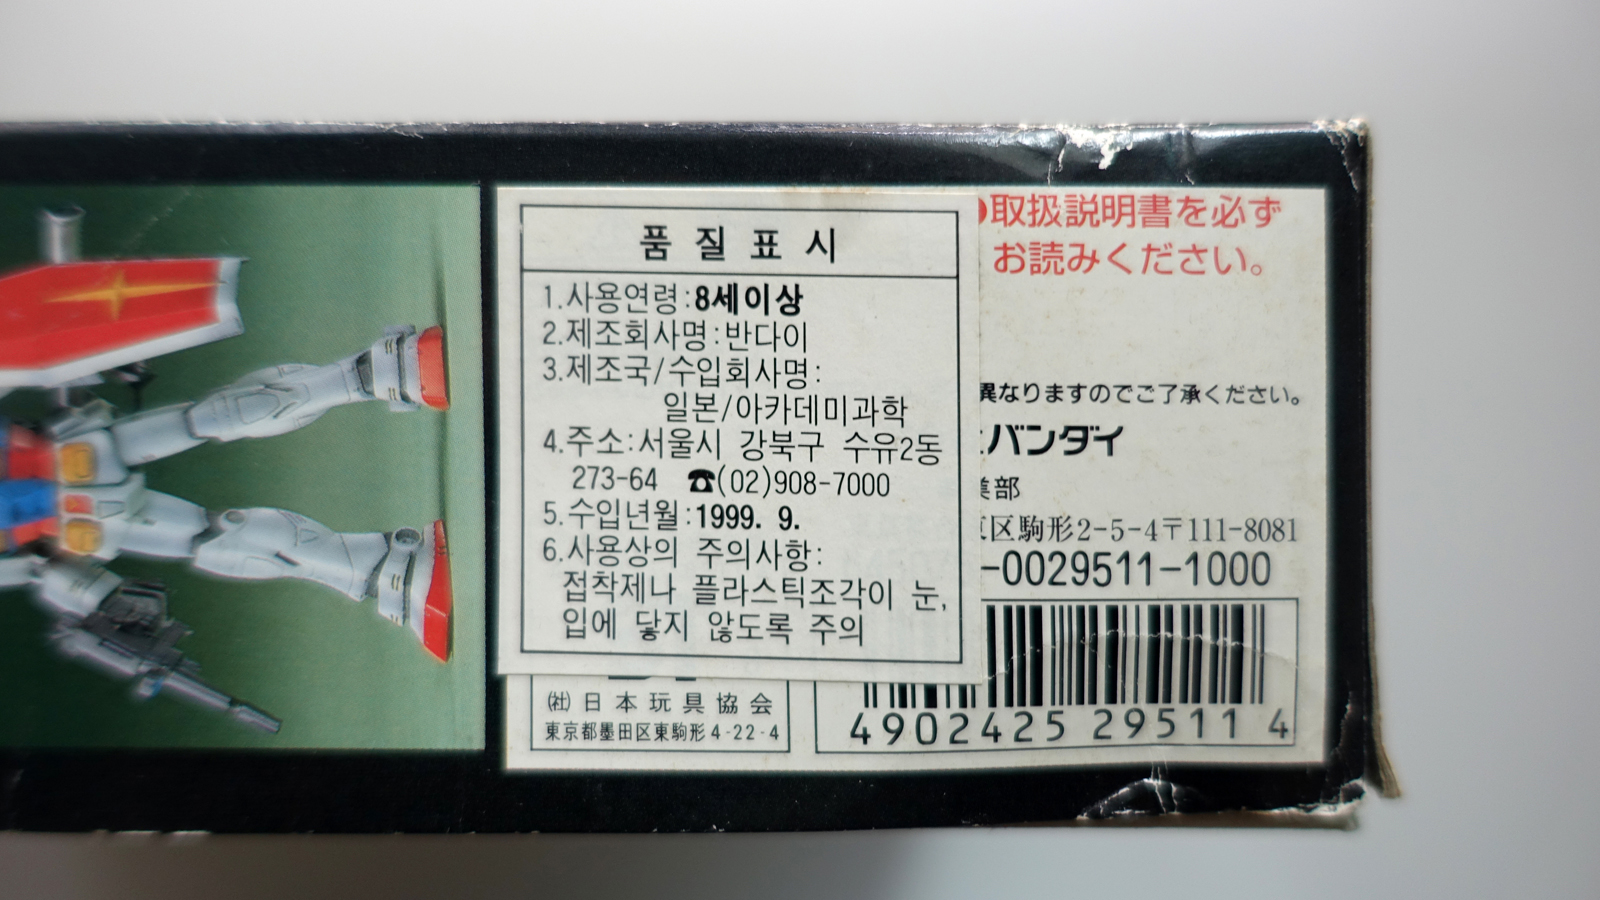 품 질 표 시
1.사용연령:8세이상
2.제조회사명:반다이
3.제조국/수입회사명:
일본/아카데미과학
4.주소:서울시 강북구 수유2동
273-64 ☎(02)908-7000
5.수입년월:1999. 9.
6.사용상의 주의사항:
접착제나 플라스틱조각이 눈,
입에 닿지 않도록 주의
取扱説明書を必ず
お読みください。
異なりますのでご了承ください。
バンダイ
業部
区駒形2-5-4〒111-8081
-0029511-1000
㈳日本玩具協会
東京都墨田区東駒形4-22-4
4902425 29511 4